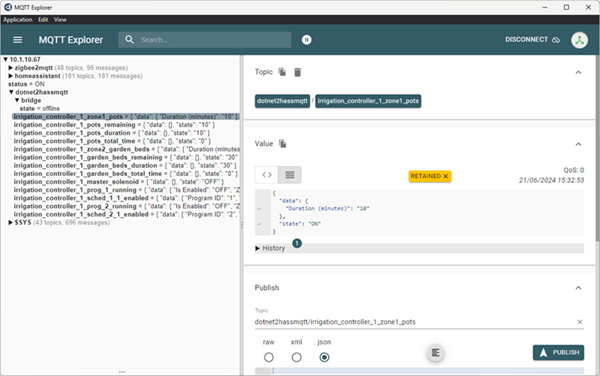 MQTT Explorer
Application Edit View
MQTT Explorer
Search...
DISCONNECT
10.1.10.67
zigbee2mqtt (48 topics, 95 messages)
homeassistant (181 topics, 181 messages)
status = ON
dotnet2hassmqtt
bridge
state = offline
irrigation_controller_1_zone1_pots = { "data": { "Duration (minutes)": "10" }
irrigation_controller_1_pots_remaining = { "data": {}, "state": "10" }
irrigation_controller_1_pots_duration = { "data": {}, "state": "10" }
irrigation_controller_1_pots_total_time = { "data": {}, "state": "0" }
irrigation_controller_1_zone2_garden_beds = { "data": { "Duration (minutes
irrigation_controller_1_garden_beds_remaining = { "data": {}, "state": "30"
irrigation_controller_1_garden_beds_duration = { "data": {}, "state": "30" }
irrigation_controller_1_garden_beds_total_time = { "data": {}, "state": "0" }
irrigation_controller_1_master_solenoid = { "data": {}, "state": "OFF" }
irrigation_controller_1_prog_1_running = { "data": { "Is Enabled": "OFF", "Z
irrigation_controller_1_sched_1_1_enabled = { "data": { "Program ID": "1",
irrigation_controller_1_prog_2_running = { "data": { "Is Enabled": "OFF", "Z
irrigation_controller_1_sched_2_1_enabled = { "data": { "Program ID": "2",
$SYS (43 topics, 696 messages)
Topic
dotnet2hassmqtt / irrigation_controller_1_zone1_pots
Value
RETAINED
QoS: 0
21/06/2024 15:32:53
{
"data": {
"Duration (minutes)": "10"
},
"state": "ON"
}
History 1
Publish
Topic
dotnet2hassmqtt/irrigation_controller_1_zone1_pots
raw xml json
PUBLISH